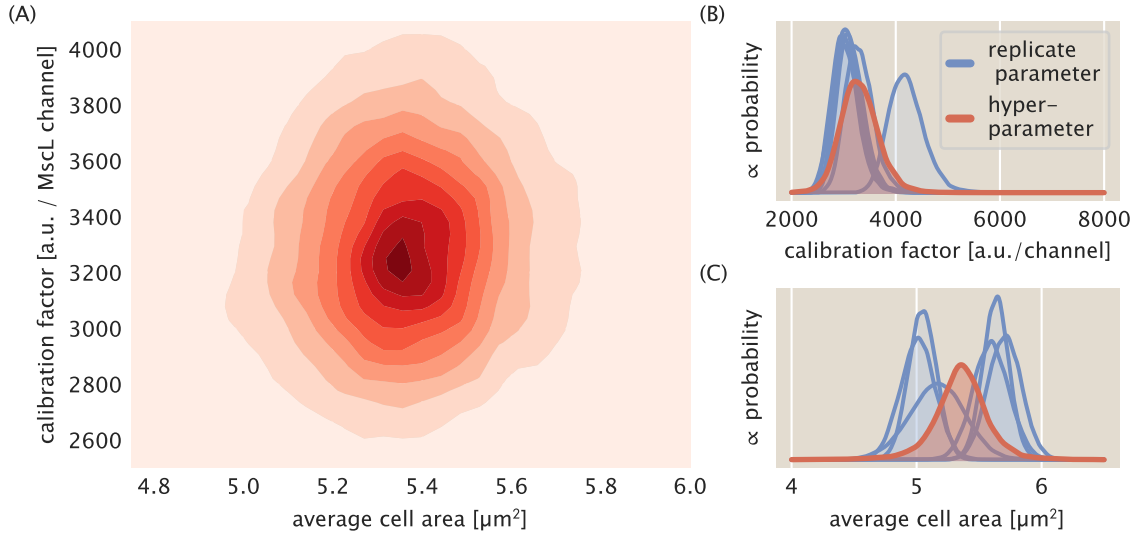 (A)
calibration factor [a.u. / MscL channel]
4000
3800
3600
3400
3200
3000
2800
2600
4.8 5.0 5.2 5.4 5.6 5.8 6.0
average cell area [µm²]
(B)
∝ probability
replicate
parameter
hyper-
parameter
2000 4000 6000 8000
calibration factor [a.u./channel]
(C)
∝ probability
4 5 6
average cell area [µm²]